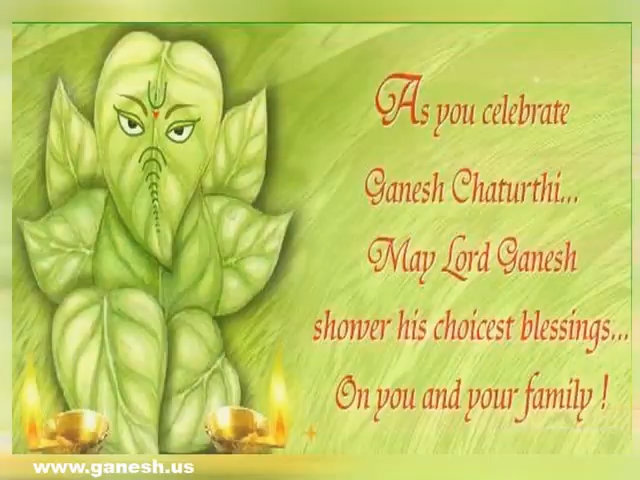 As you celebrate
Ganesh Chaturthi...
May Lord Ganesh
shower his choicest blessings...
On you and your family !
www.ganesh.us